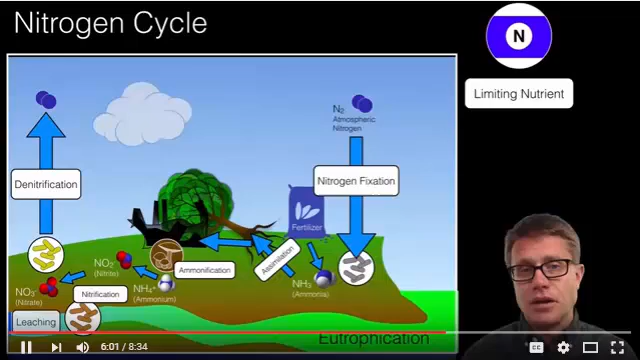 Nitrogen Cycle
N
Limiting Nutrient
N2
Atmospheric
Nitrogen
Denitrification
Nitrogen Fixation
Fertilizer
Assimilation
Ammonification
NO2-
(Nitrite)
NH4+
(Ammonium)
NH3
(Ammonia)
NO3-
(Nitrate)
Nitrification
Leaching
Eutrophication
6:01 / 8:34
CC